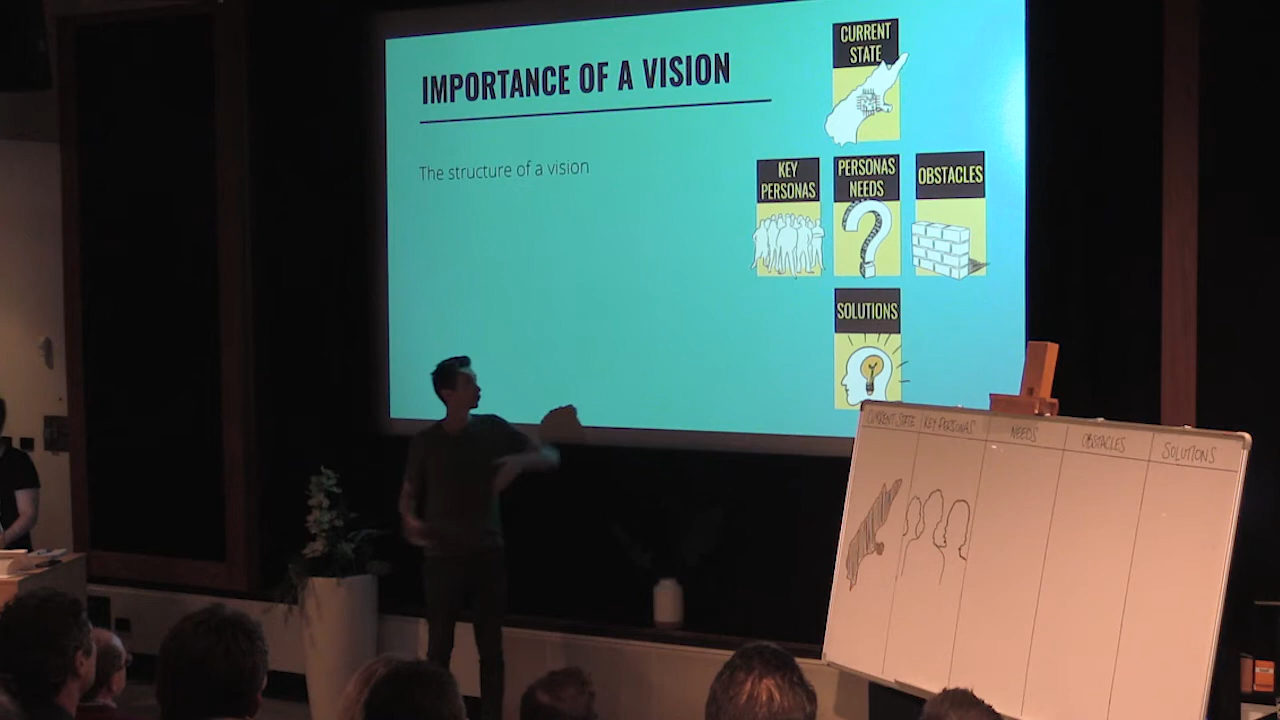 IMPORTANCE OF A VISION
The structure of a vision
CURRENT
STATE
KEY
PERSONAS
PERSONAS
NEEDS
OBSTACLES
SOLUTIONS
CURRENT STATE
KEY PERSONAS
NEEDS
OBSTACLES
SOLUTIONS